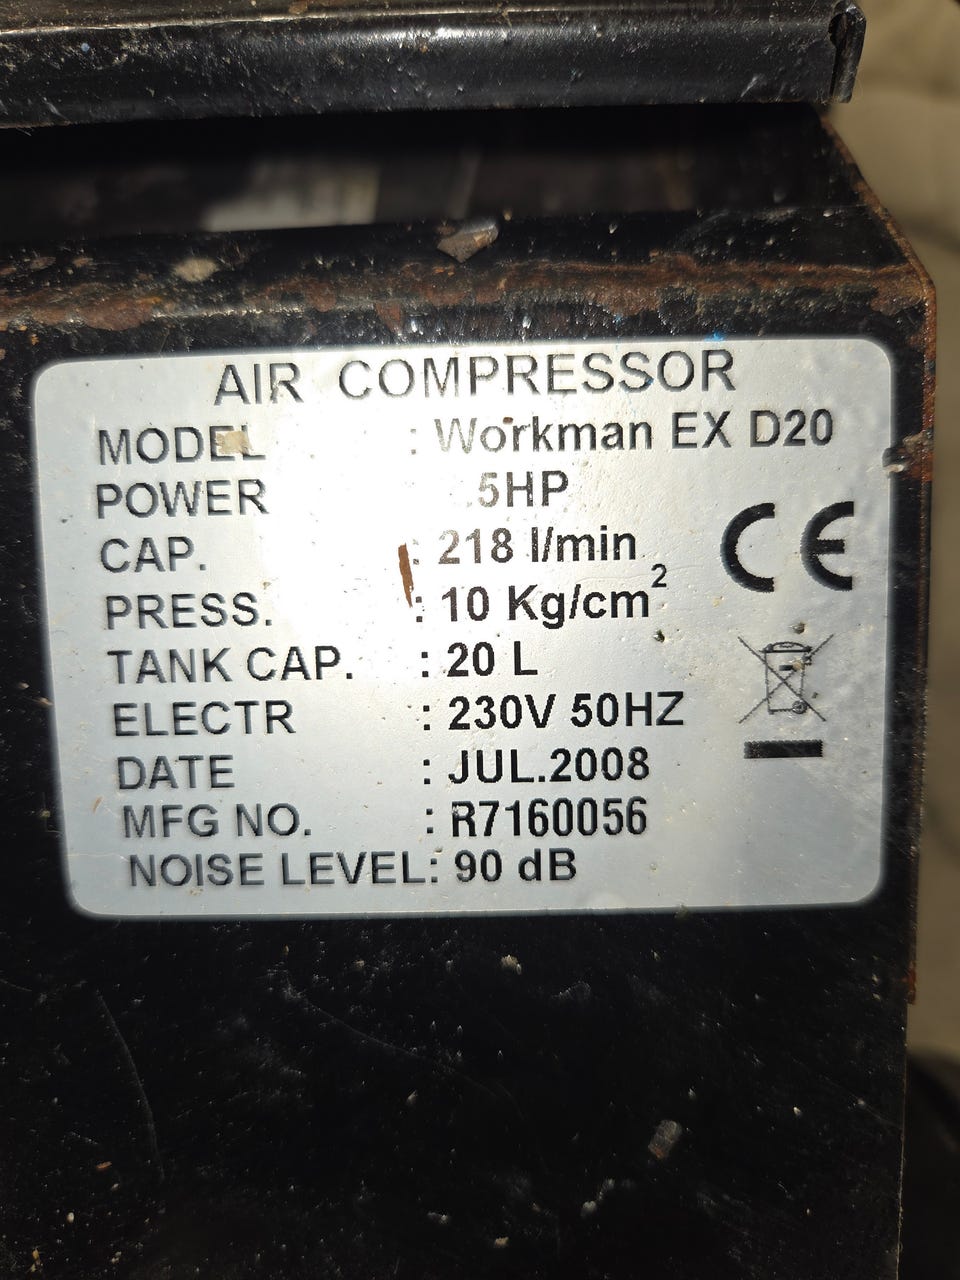 AIR COMPRESSOR
MODEL : Workman EX D20
POWER .5HP
CAP. : 218 l/min
PRESS. : 10 Kg/cm²
TANK CAP. : 20 L
ELECTR : 230V 50HZ
DATE : JUL.2008
MFG NO. : R7160056
NOISE LEVEL: 90 dB
CE